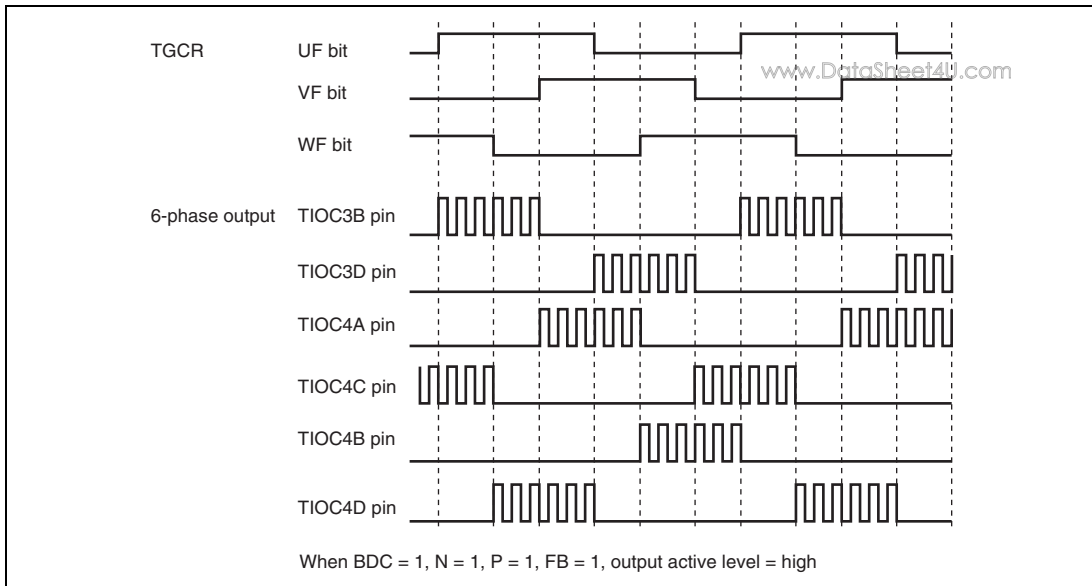 TGCR UF bit
www.DataSheet4U.com
VF bit
WF bit
6-phase output TIOC3B pin
TIOC3D pin
TIOC4A pin
TIOC4C pin
TIOC4B pin
TIOC4D pin
When BDC = 1, N = 1, P = 1, FB = 1, output active level = high